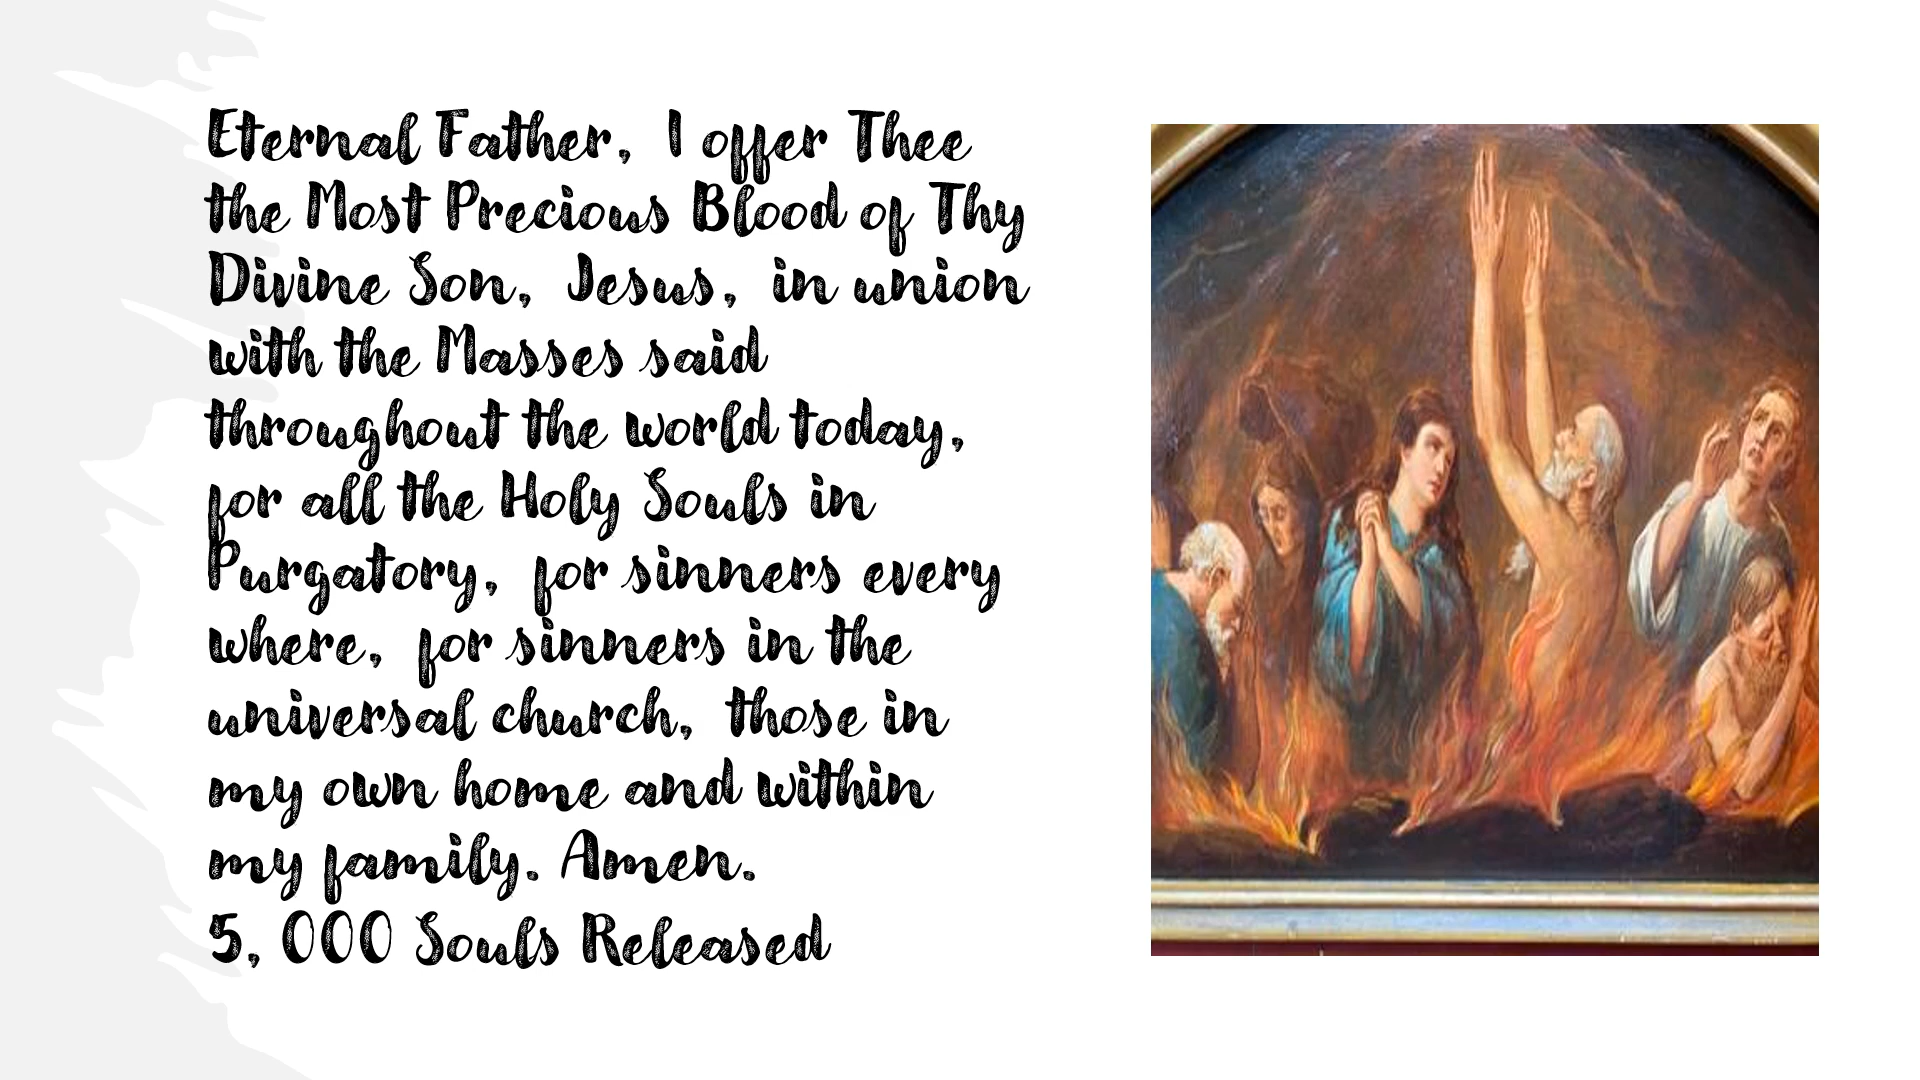 Eternal Father, I offer Thee
the Most Precious Blood of Thy
Divine Son, Jesus, in union
with the Masses said
throughout the world today,
for all the Holy Souls in
Purgatory, for sinners every
where, for sinners in the
universal church, those in
my own home and within
my family. Amen.
5, 000 Souls Released